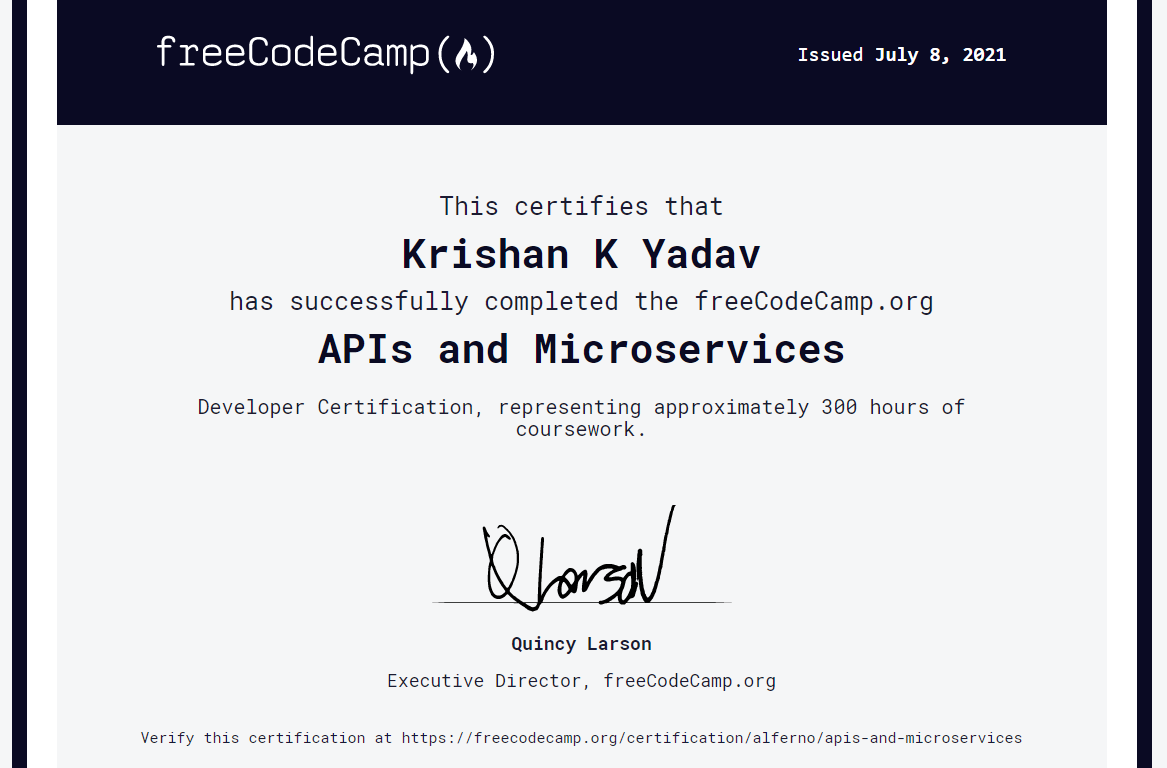 freeCodeCamp(🔥)
Issued July 8, 2021
This certifies that
Krishan K Yadav
has successfully completed the freeCodeCamp.org
APIs and Microservices
Developer Certification, representing approximately 300 hours of
coursework.
Q Larson
Quincy Larson
Executive Director, freeCodeCamp.org
Verify this certification at https://freecodecamp.org/certification/alferno/apis-and-microservices